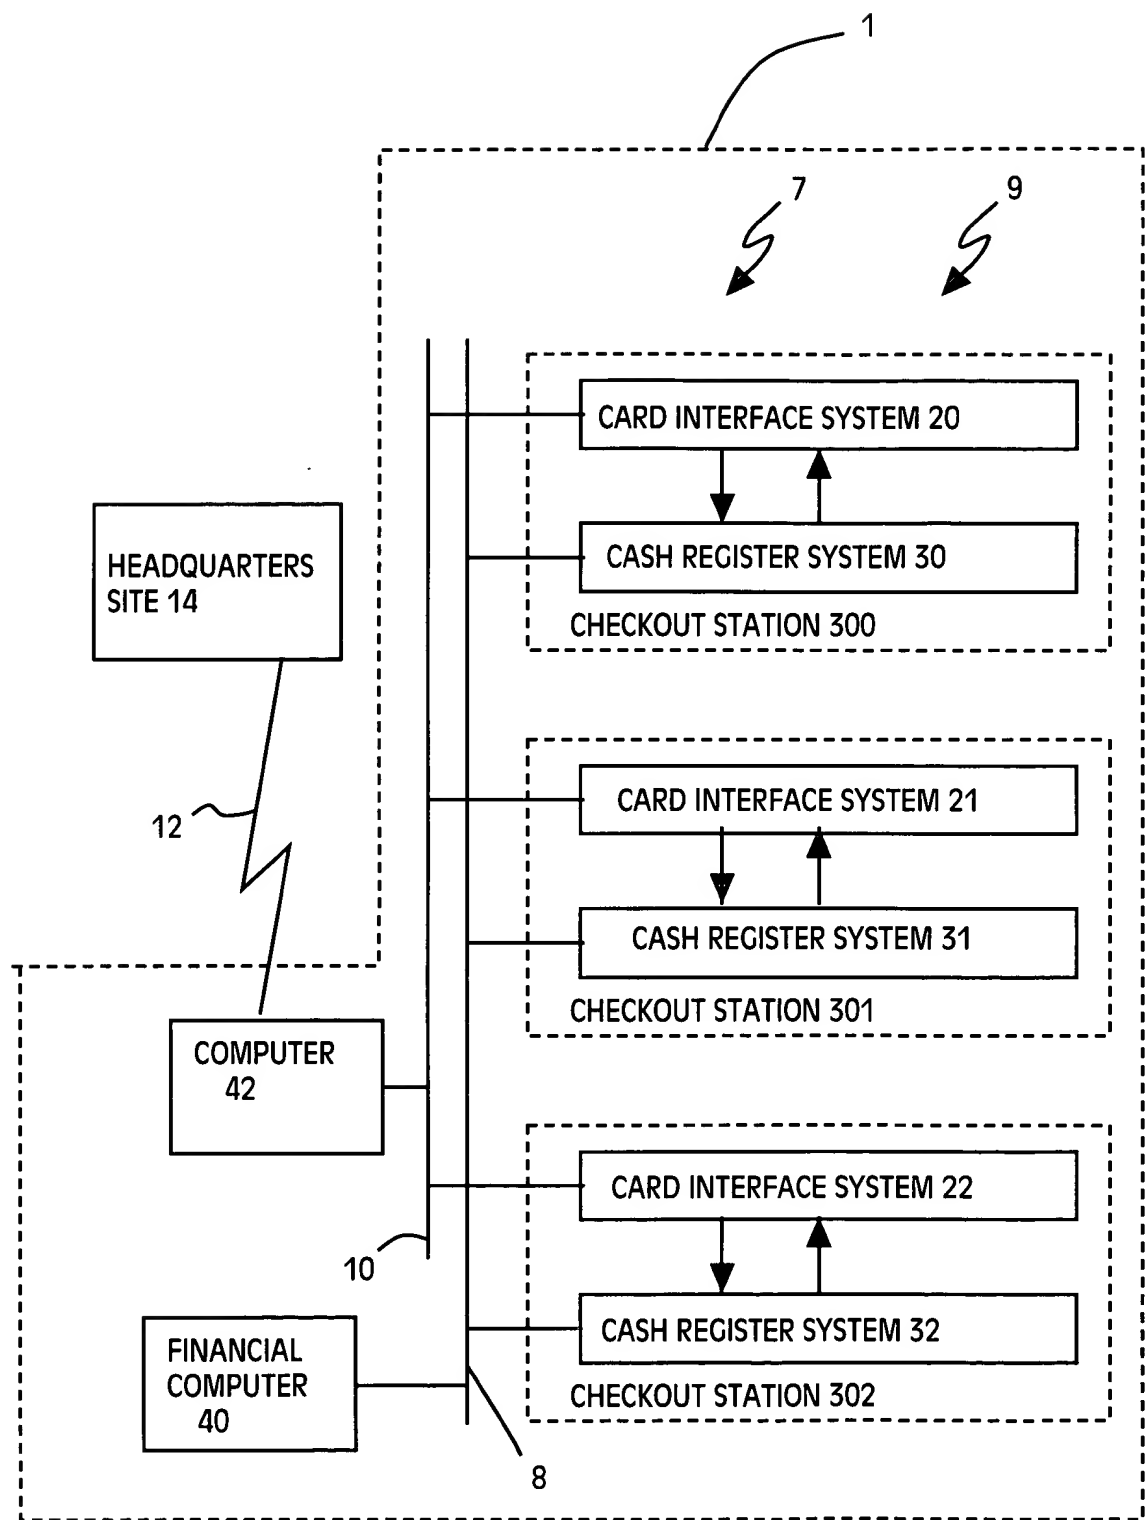 1
7
9
CARD INTERFACE SYSTEM 20
CASH REGISTER SYSTEM 30
CHECKOUT STATION 300
HEADQUARTERS
SITE 14
12
CARD INTERFACE SYSTEM 21
CASH REGISTER SYSTEM 31
CHECKOUT STATION 301
COMPUTER
42
CARD INTERFACE SYSTEM 22
10
CASH REGISTER SYSTEM 32
CHECKOUT STATION 302
FINANCIAL
COMPUTER
40
8